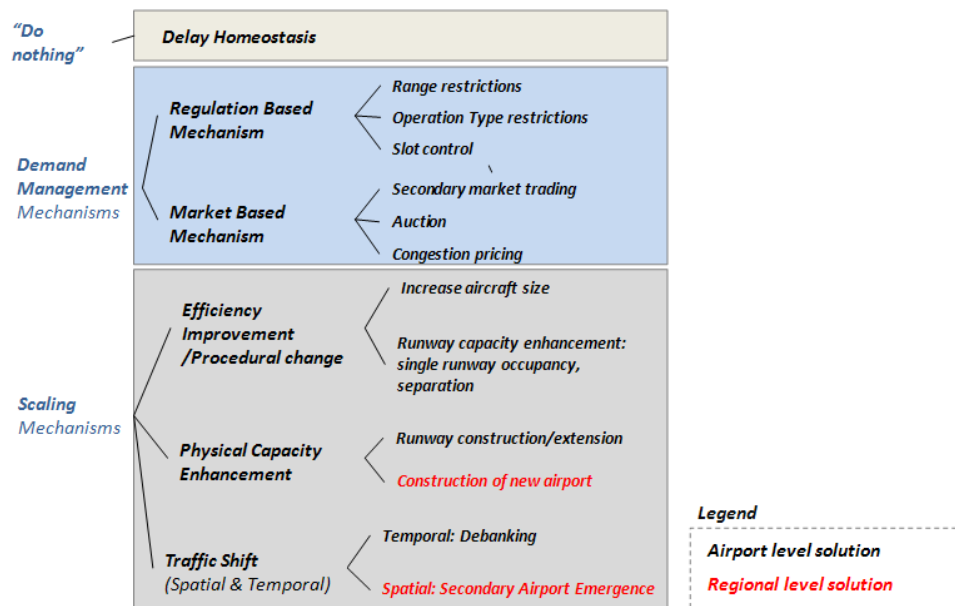 “Do
nothing”
Delay Homeostasis
Demand
Management
Mechanisms
Regulation Based
Mechanism
Range restrictions
Operation Type restrictions
Slot control
Market Based
Mechanism
Secondary market trading
Auction
Congestion pricing
Scaling
Mechanisms
Efficiency
Improvement
/Procedural change
Increase aircraft size
Runway capacity enhancement:
single runway occupancy,
separation
Physical Capacity
Enhancement
Runway construction/extension
Construction of new airport
Traffic Shift
(Spatial & Temporal)
Temporal: Debanking
Spatial: Secondary Airport Emergence
Legend
Airport level solution
Regional level solution